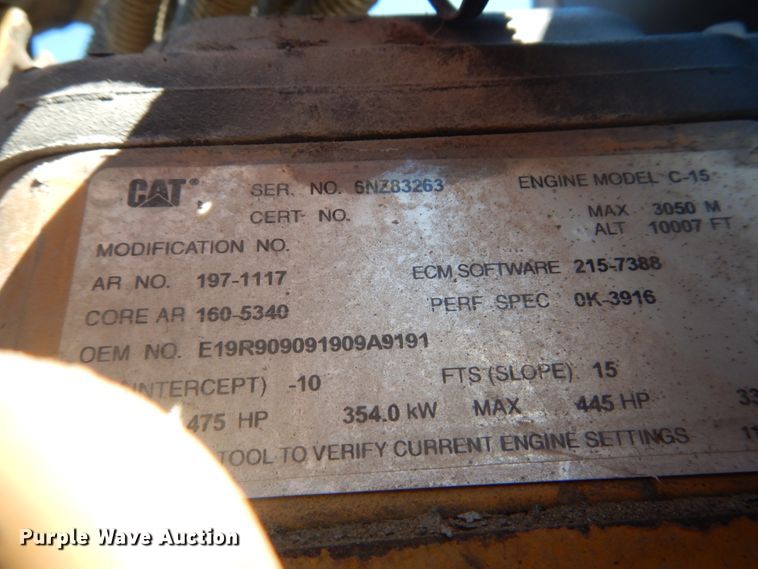 CAT® SER. NO. 6NZ83263 ENGINE MODEL C-15
CERT NO. MAX 3050 M
ALT 10007 FT
MODIFICATION NO.
AR NO. 197-1117 ECM SOFTWARE 215-7388
CORE AR 160-5340 PERF SPEC 0K-3916
OEM NO. E19R909091909A9191
INTERCEPT) -10 FTS (SLOPE) 15
475 HP 354.0 kW MAX 445 HP 33
TOOL TO VERIFY CURRENT ENGINE SETTINGS 11
Purple Wave Auction